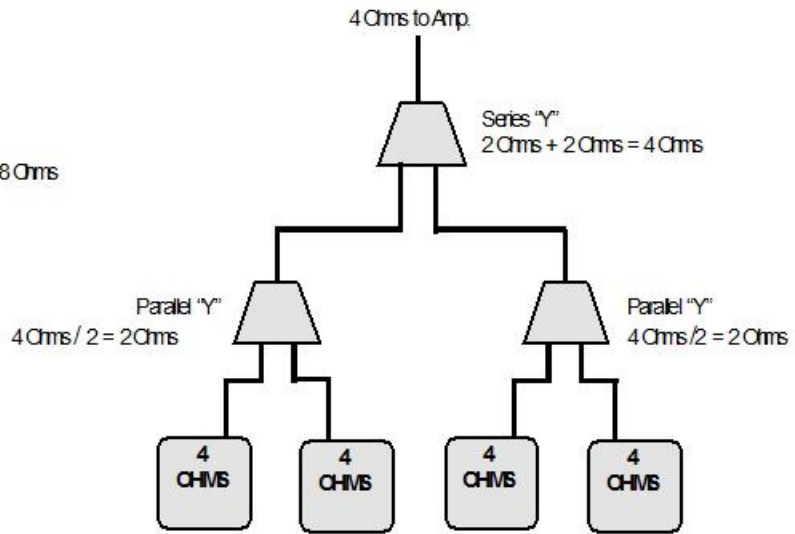 4 Ohms to Amp.
Series “Y”
2 Ohms + 2 Ohms = 4 Ohms
8 Ohms
Parallel “Y”
4 Ohms / 2 = 2 Ohms
Parallel “Y”
4 Ohms /2 = 2 Ohms
4
OHMS
4
OHMS
4
OHMS
4
OHMS